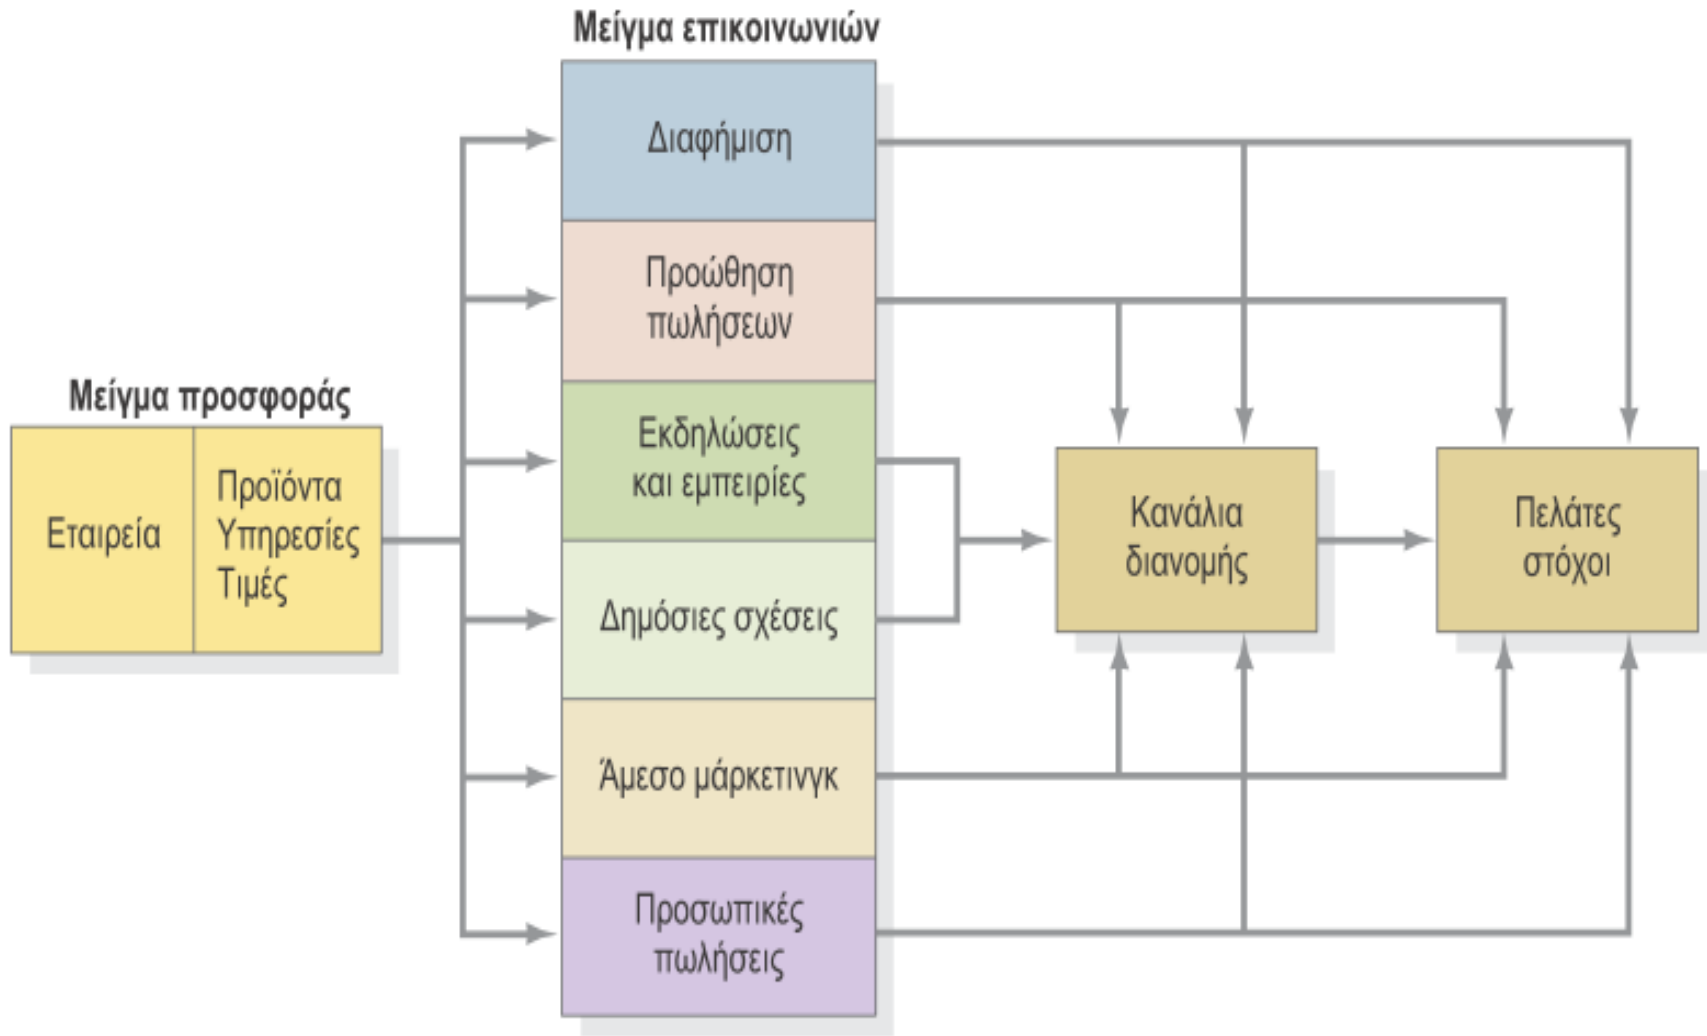 Μείγμα επικοινωνιών
Διαφήμιση
Προώθηση
πωλήσεων
Εκδηλώσεις
και εμπειρίες
Δημόσιες σχέσεις
Άμεσο μάρκετινγκ
Προσωπικές
πωλήσεις
Μείγμα προσφοράς
Εταιρεία
Προϊόντα
Υπηρεσίες
Τιμές
Κανάλια
διανομής
Πελάτες
στόχοι